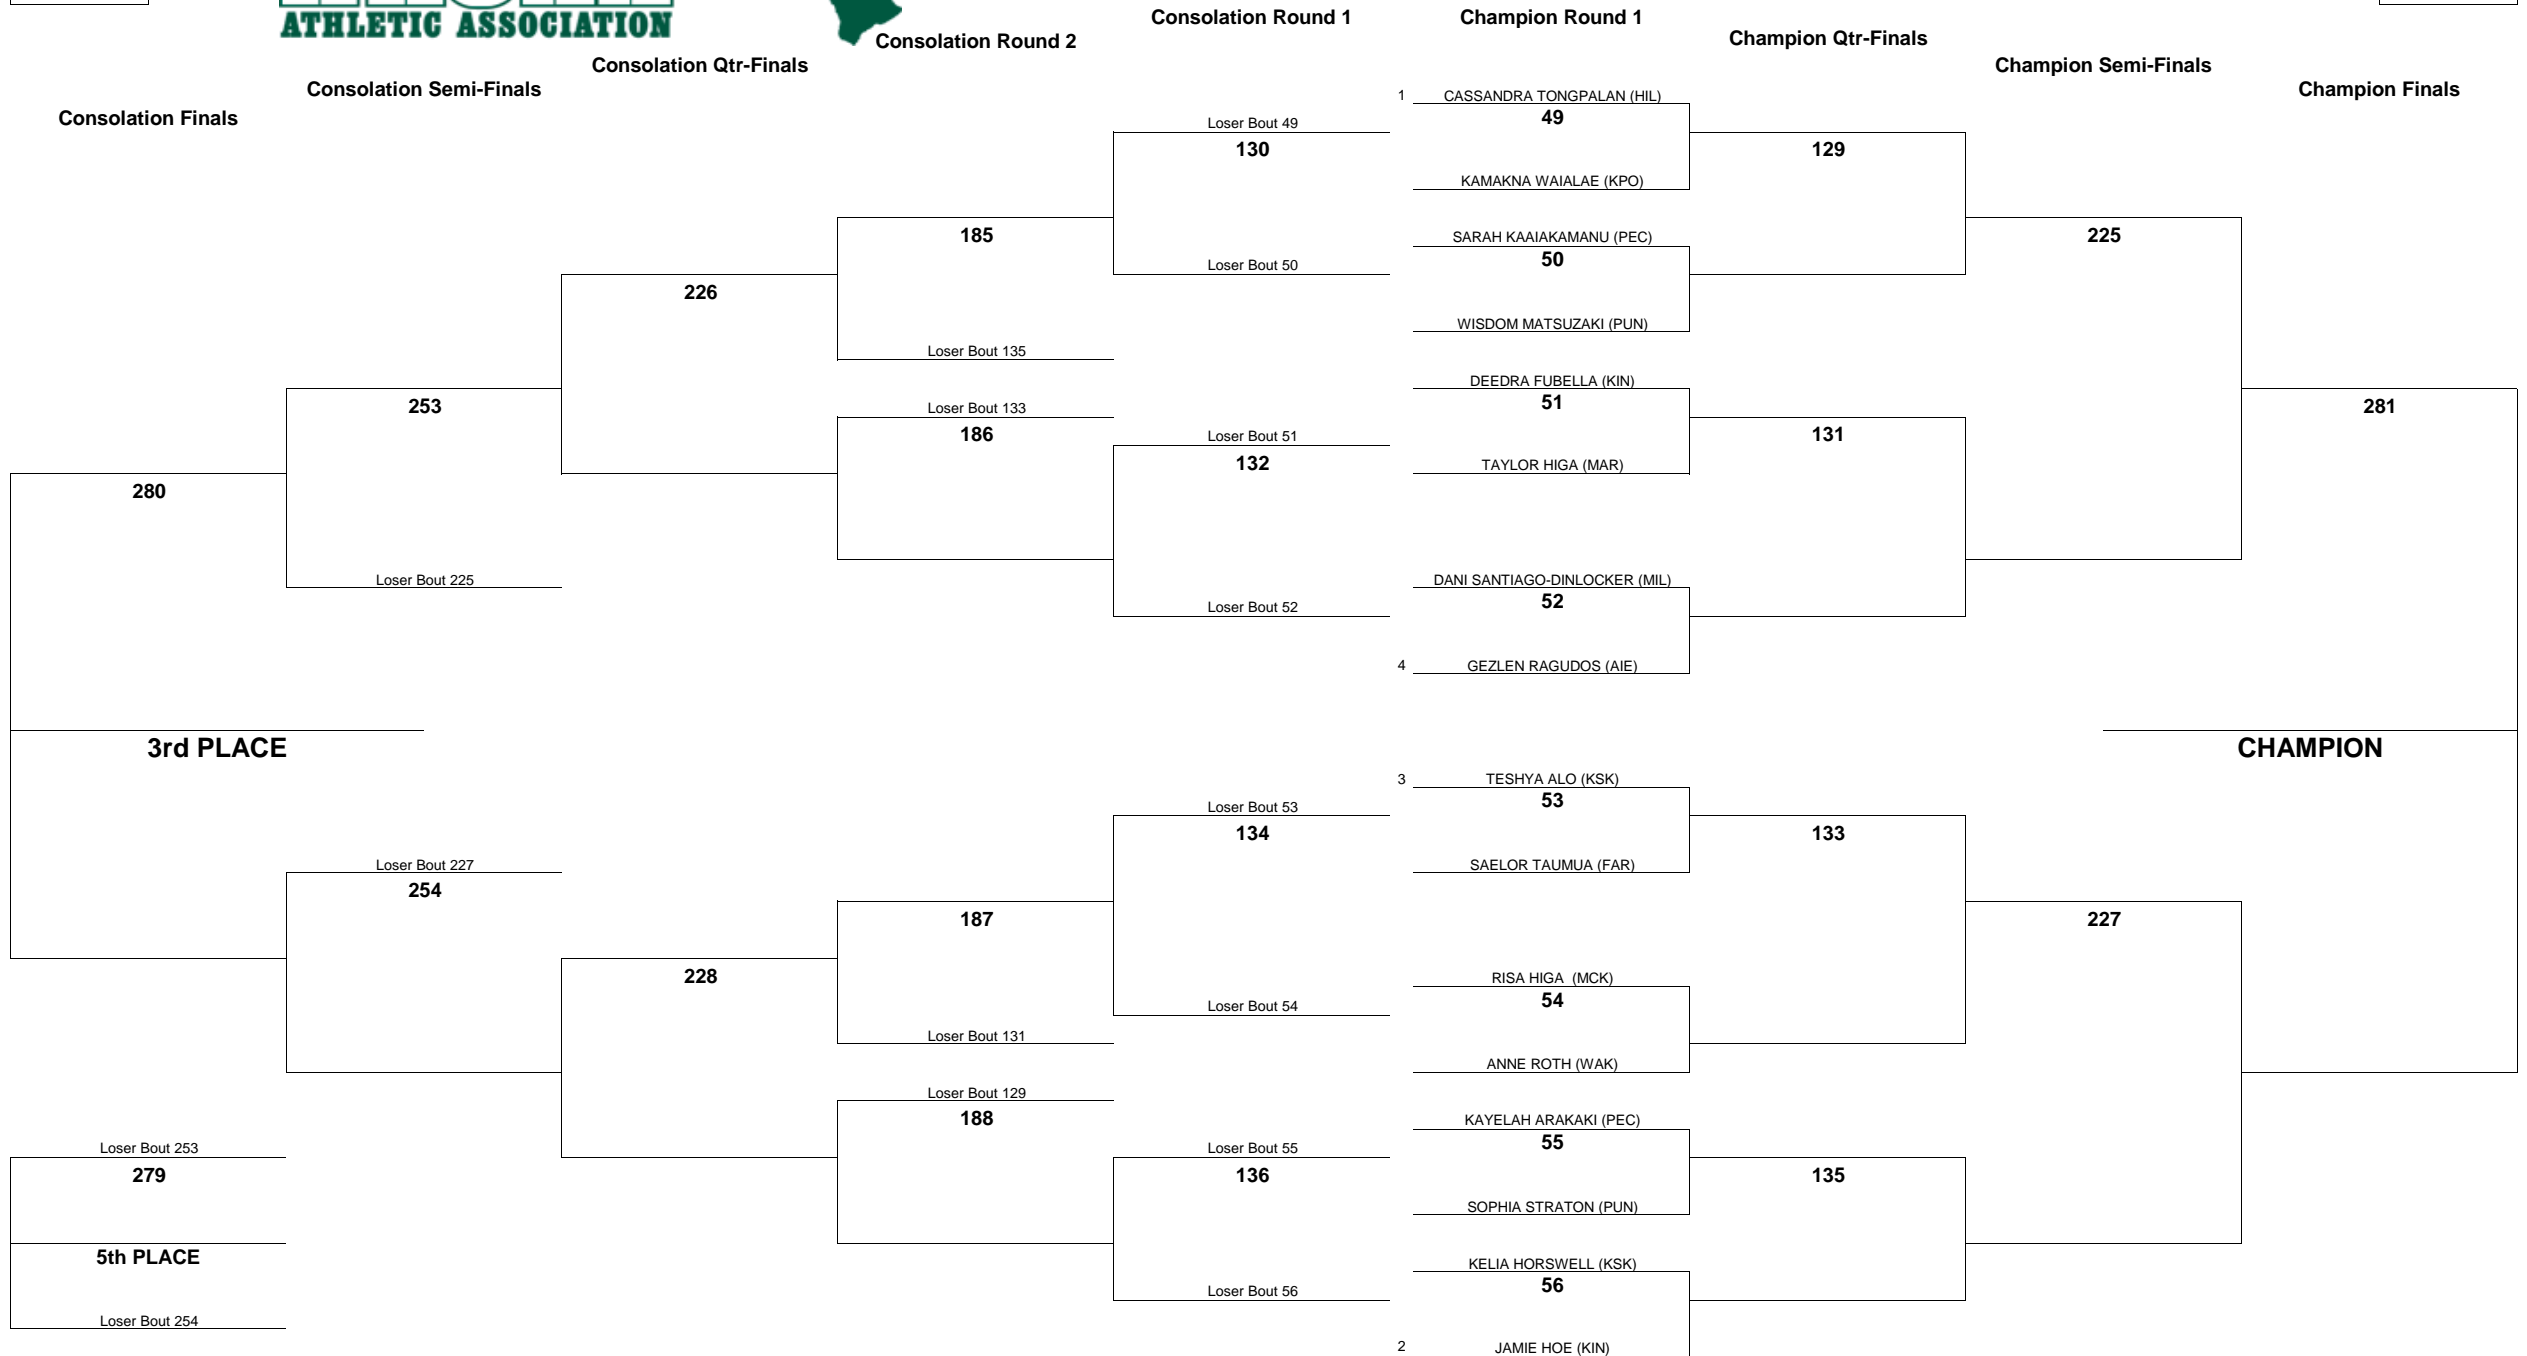 ATHLETIC ASSOCIATION
Consolation Round 1
Champion Round 1
Consolation Round 2
Champion Qtr-Finals
Consolation Qtr-Finals
Champion Semi-Finals
Consolation Semi-Finals
Champion Finals
Consolation Finals
1 CASSANDRA TONGPALAN (HIL)
49
KAMAKNA WAIALAE (KPO)
SARAH KAAIAKAMANU (PEC)
50
WISDOM MATSUZAKI (PUN)
DEEDRA FUBELLA (KIN)
51
TAYLOR HIGA (MAR)
DANI SANTIAGO-DINLOCKER (MIL)
52
4 GEZLEN RAGUDOS (AIE)
3 TESHYA ALO (KSK)
53
SAELOR TAUMUA (FAR)
RISA HIGA  (MCK)
54
ANNE ROTH (WAK)
KAYELAH ARAKAKI (PEC)
55
SOPHIA STRATON (PUN)
KELIA HORSWELL (KSK)
56
2 JAMIE HOE (KIN)
129
131
133
135
225
227
281
CHAMPION
Loser Bout 49
130
Loser Bout 50
Loser Bout 51
132
Loser Bout 52
Loser Bout 53
134
Loser Bout 54
Loser Bout 55
136
Loser Bout 56
185
Loser Bout 135
Loser Bout 133
186
187
Loser Bout 131
Loser Bout 129
188
226
228
253
Loser Bout 225
Loser Bout 227
254
280
3rd PLACE
Loser Bout 253
279
5th PLACE
Loser Bout 254